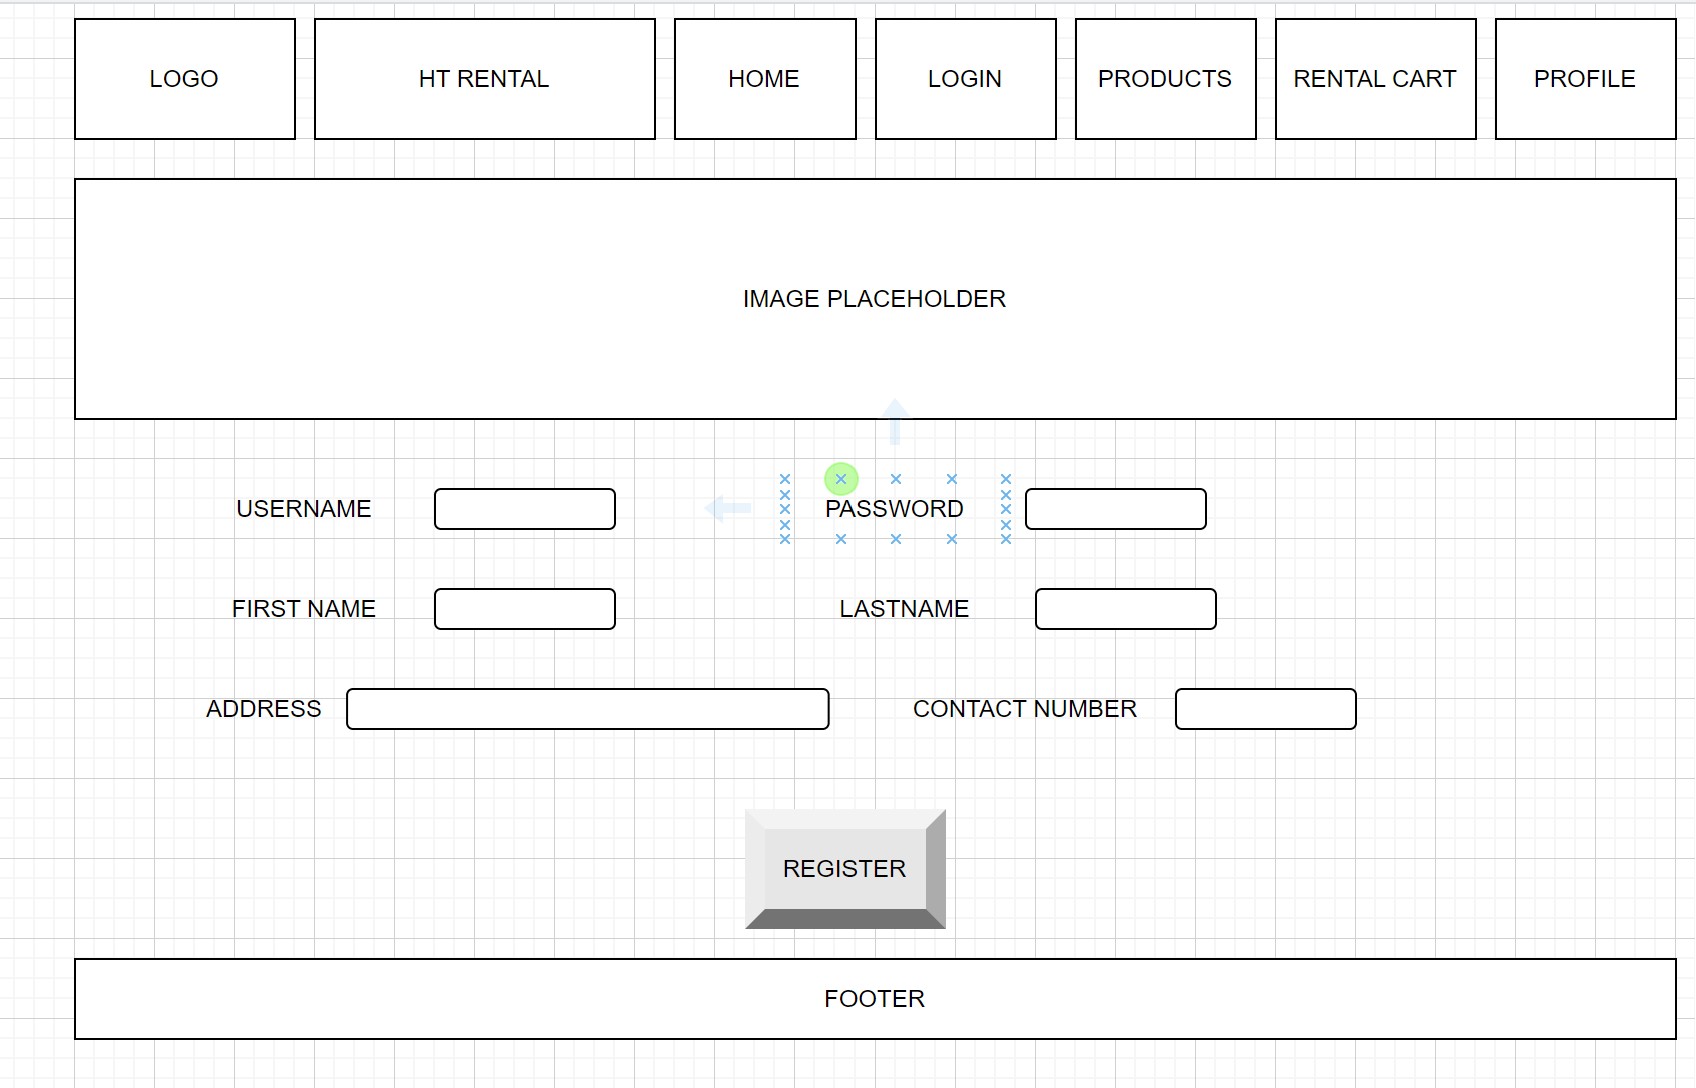 LOGO
HT RENTAL
HOME
LOGIN
PRODUCTS
RENTAL CART
PROFILE
IMAGE PLACEHOLDER
USERNAME
PASSWORD
FIRST NAME
LASTNAME
ADDRESS
CONTACT NUMBER
REGISTER
FOOTER